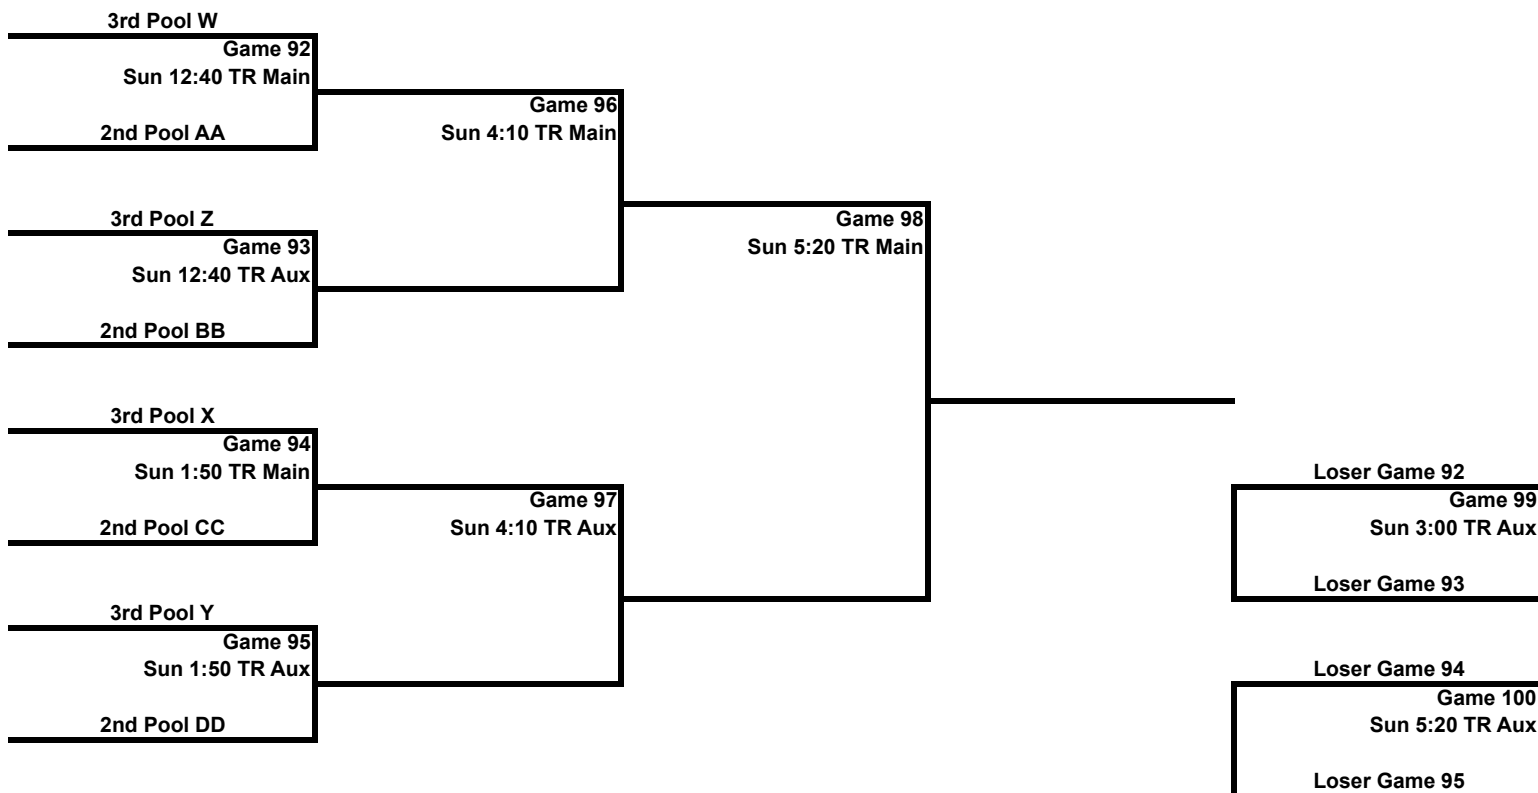 3rd Pool W
Game 92
Sun 12:40 TR Main
2nd Pool AA
Game 96
Sun 4:10 TR Main
3rd Pool Z
Game 93
Sun 12:40 TR Aux
2nd Pool BB
Game 98
Sun 5:20 TR Main
3rd Pool X
Game 94
Sun 1:50 TR Main
2nd Pool CC
Game 97
Sun 4:10 TR Aux
3rd Pool Y
Game 95
Sun 1:50 TR Aux
2nd Pool DD
Loser Game 92
Game 99
Sun 3:00 TR Aux
Loser Game 93
Loser Game 94
Game 100
Sun 5:20 TR Aux
Loser Game 95